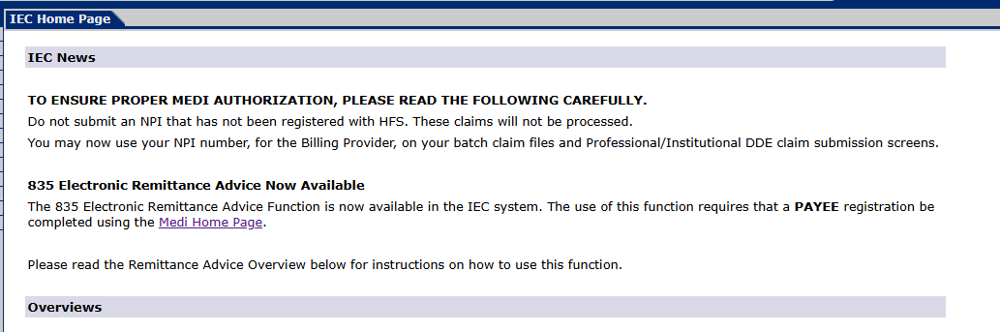 IEC Home Page
IEC News
TO ENSURE PROPER MEDI AUTHORIZATION, PLEASE READ THE FOLLOWING CAREFULLY.
Do not submit an NPI that has not been registered with HFS. These claims will not be processed.
You may now use your NPI number, for the Billing Provider, on your batch claim files and Professional/Institutional DDE claim submission screens.
835 Electronic Remittance Advice Now Available
The 835 Electronic Remittance Advice Function is now available in the IEC system. The use of this function requires that a PAYEE registration be
completed using the Medi Home Page.
Please read the Remittance Advice Overview below for instructions on how to use this function.
Overviews